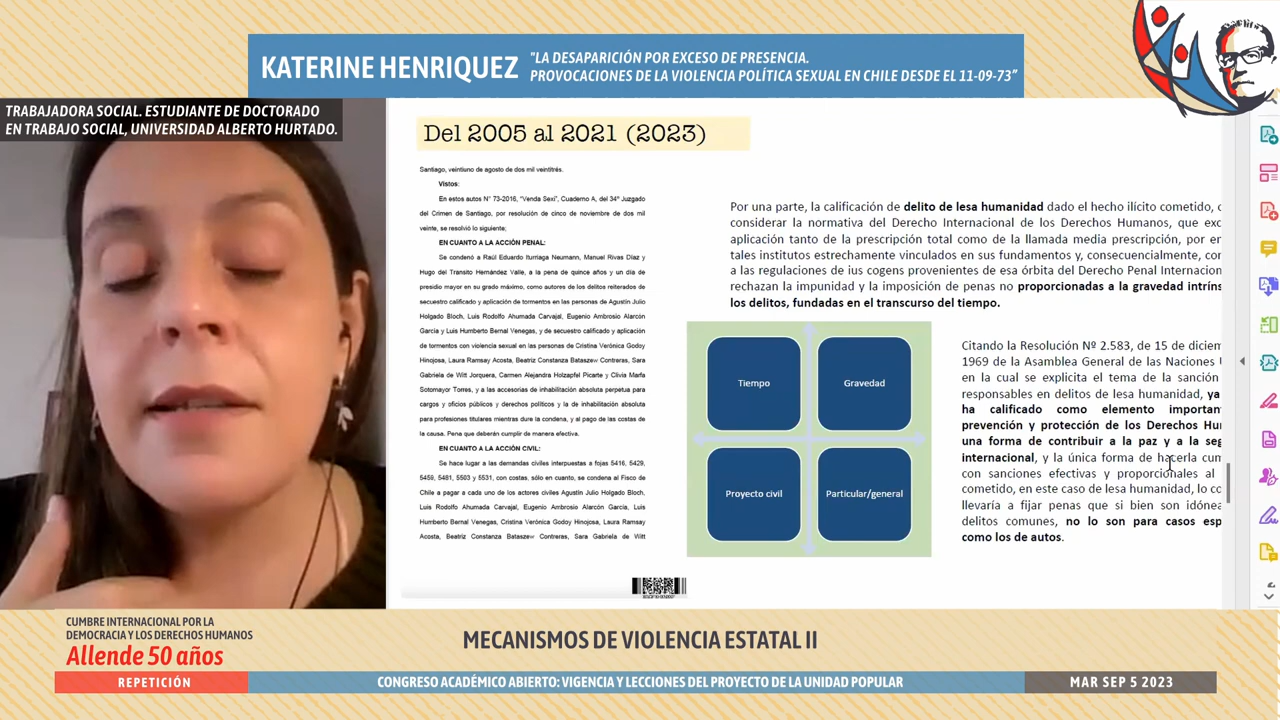 KATERINE HENRIQUEZ
"LA DESAPARICIÓN POR EXCESO DE PRESENCIA.
PROVOCACIONES DE LA VIOLENCIA POLÍTICA SEXUAL EN CHILE DESDE EL 11-09-73"
TRABAJADORA SOCIAL. ESTUDIANTE DE DOCTORADO
EN TRABAJO SOCIAL, UNIVERSIDAD ALBERTO HURTADO.
Del 2005 al 2021 (2023)
Santiago, veintiuno de agosto de dos mil veintitrés.
Vistos:
En estos autos N° 73-2016, "Venda Sexi", Cuaderno A, del 34º Juzgado
del Crimen de Santiago, por resolución de cinco de noviembre de dos mil
veinte, se resolvió lo siguiente;
EN CUANTO A LA ACCIÓN PENAL:
Se condenó a Raúl Eduardo Iturriaga Neumann, Manuel Rivas Díaz y
Hugo del Transito Hernández Valle, a la pena de quince años y un día de
presidio mayor en su grado máximo, como autores de los delitos reiterados de
secuestro calificado y aplicación de tormentos en las personas de Agustín Julio
Holgado Bloch, Luis Rodolfo Ahumada Carvajal, Eugenio Ambrosio Alarcón
García y Luis Humberto Bernal Venegas, y de secuestro calificado y aplicación
de tormentos con violencia sexual en las personas de Cristina Verónica Godoy
Hinojosa, Laura Ramsay Acosta, Beatriz Constanza Bataszew Contreras, Sara
Gabriela de Witt Jorquera, Carmen Alejandra Holzapfel Picarte y Clivia Marfa
Sotomayor Torres, y a las accesorias de inhabilitación absoluta perpetua para
cargos y oficios públicos y derechos políticos y la de inhabilitación absoluta
para profesiones titulares mientras dure la condena, y al pago de las costas de
la causa. Pena que deberán cumplir de manera efectiva.
EN CUANTO A LA ACCIÓN CIVIL:
Se hace lugar a las demandas civiles interpuestas a fojas 5416, 5429,
5459, 5481, 5503 y 5531, con costas, sólo en cuanto, se condena al Fisco de
Chile a pagar a cada uno de los actores civiles Agustín Julio Holgado Bloch,
Luis Rodolfo Ahumada Carvajal, Eugenio Ambrosio Alarcón García, Luis
Humberto Bernal Venegas, Cristina Verónica Godoy Hinojosa, Laura Ramsay
Acosta, Beatriz Constanza Bataszew Contreras, Sara Gabriela de Witt
Por una parte, la calificación de delito de lesa humanidad dado el hecho ilícito cometido,
considerar la normativa del Derecho Internacional de los Derechos Humanos, que exc
aplicación tanto de la prescripción total como de la llamada media prescripción, por en
tales institutos estrechamente vinculados en sus fundamentos y, consecuencialmente, con
a las regulaciones de ius cogens provenientes de esa órbita del Derecho Penal Internacion
rechazan la impunidad y la imposición de penas no proporcionadas a la gravedad intríns
los delitos, fundadas en el transcurso del tiempo.
Tiempo
Gravedad
Proyecto civil
Particular/general
Citando la Resolución Nº 2.583, de 15 de diciem
1969 de la Asamblea General de las Naciones
en la cual se explicita el tema de la sanción
responsables en delitos de lesa humanidad, ya
ha calificado como elemento important
prevención y protección de los Derechos Hum
una forma de contribuir a la paz y a la seg
internacional, y la única forma de hacerla cum
con sanciones efectivas y proporcionales al
cometido, en este caso de lesa humanidad, lo co
llevaría a fijar penas que si bien son idónea
delitos comunes, no lo son para casos esp
como los de autos.
CUMBRE INTERNACIONAL POR LA
DEMOCRACIA Y LOS DERECHOS HUMANOS
Allende 50 años
MECANISMOS DE VIOLENCIA ESTATAL II
REPETICIÓN
CONGRESO ACADÉMICO ABIERTO: VIGENCIA Y LECCIONES DEL PROYECTO DE LA UNIDAD POPULAR
MAR SEP 5 2023